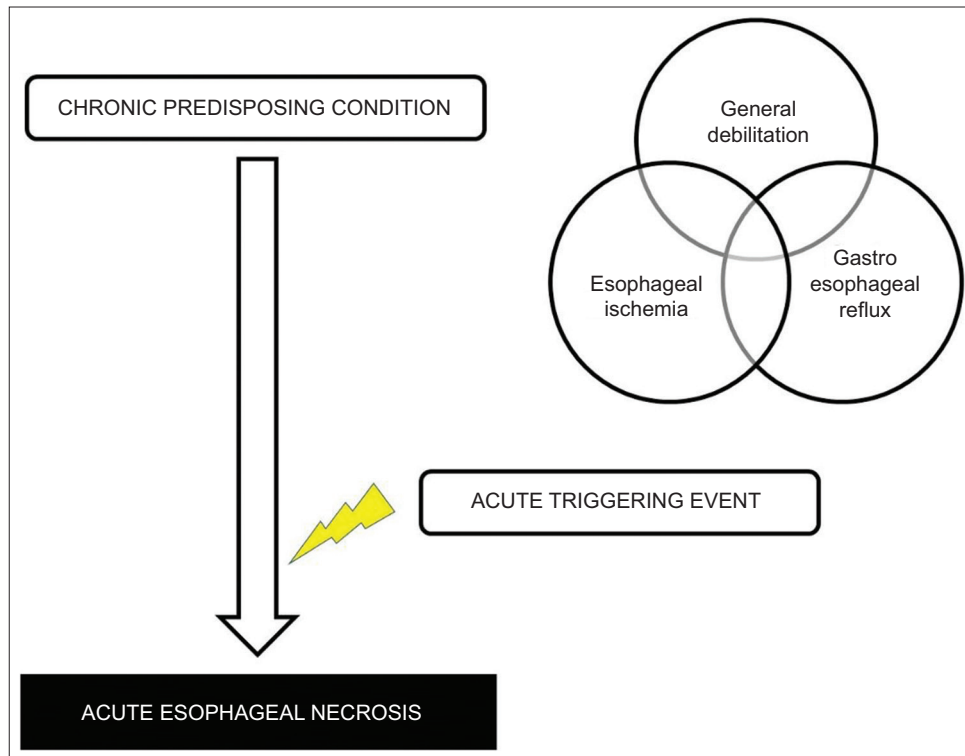 CHRONIC PREDISPOSING CONDITION
General
debilitation
Esophageal
ischemia
Gastro
esophageal
reflux
ACUTE TRIGGERING EVENT
ACUTE ESOPHAGEAL NECROSIS